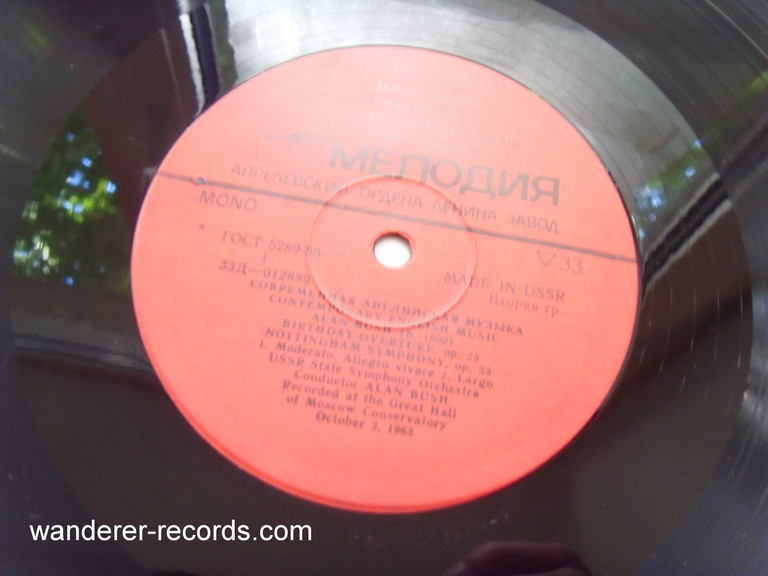 МЕЛОДИЯ
АПРЕЛЕВСКИЙ ОРДЕНА ЛЕНИНА ЗАВОД
MONO
▽33
ГОСТ 5289-80
1
33Д—012689
MADE IN USSR
Вторая гр.
СОВРЕМЕННАЯ АНГЛИЙСКАЯ МУЗЫКА
CONTEMPORARY ENGLISH MUSIC
ALAN BUSH
BIRTHDAY OVERTURE, op. 23
NOTTINGHAM SYMPHONY, op. 33
1. Moderato. Allegro vivace 2. Largo
USSR State Symphony Orchestra
Conductor ALAN BUSH
Recorded at the Great Hall
of Moscow Conservatory
October 3, 1963
wanderer-records.com